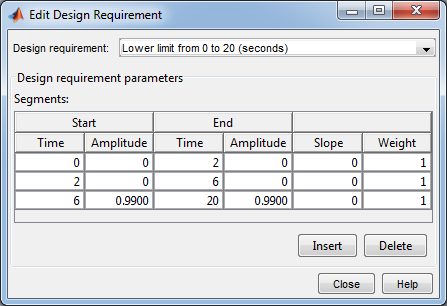 Edit Design Requirement
Design requirement: Lower limit from 0 to 20 (seconds)
Design requirement parameters
Segments:
Start End
Time Amplitude Time Amplitude Slope Weight
0 0 2 0 0 1
2 0 6 0 0 1
6 0.9900 20 0.9900 0 1
Insert Delete
Close Help